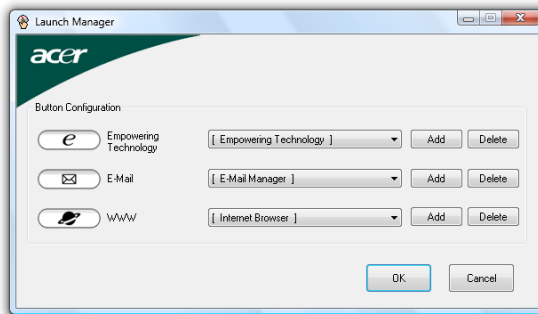 Launch Manager
acer
Button Configuration
e
Empowering
Technology
[ Empowering Technology ]
Add
Delete
E-Mail
[ E-Mail Manager ]
Add
Delete
WWW
[ Internet Browser ]
Add
Delete
OK
Cancel